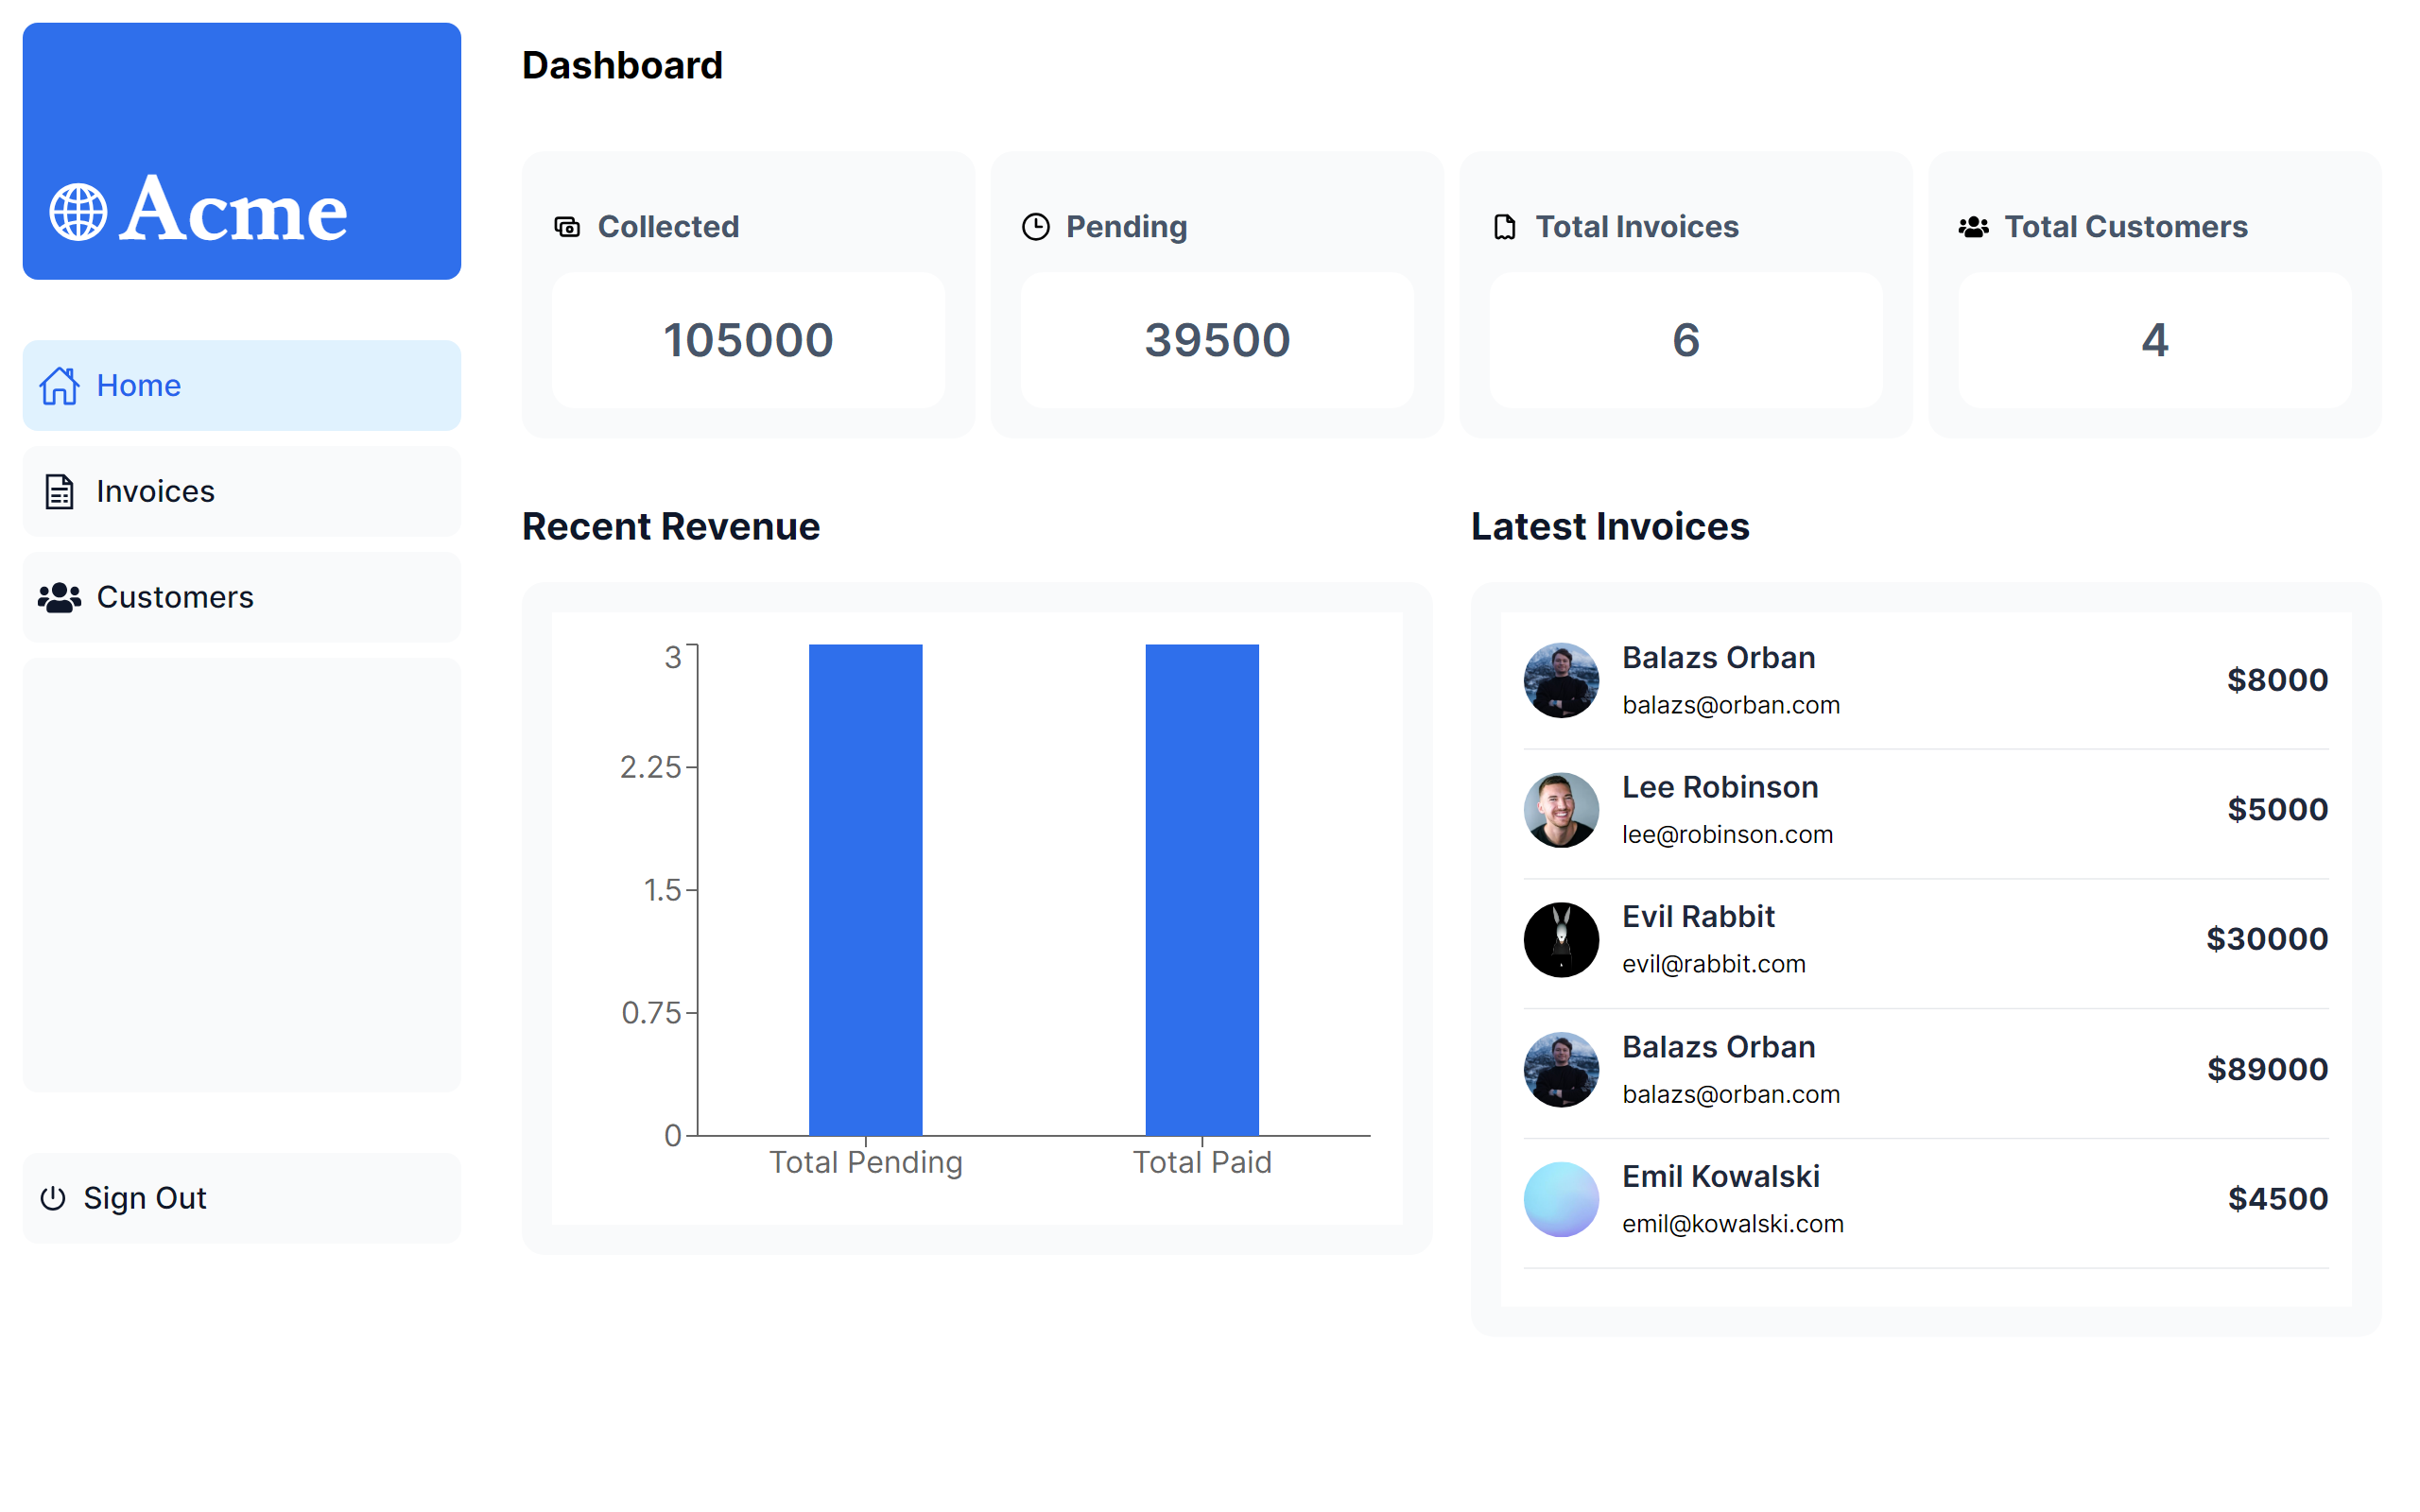 Acme
Home
Invoices
Customers
Sign Out
Dashboard
Collected
105000
Pending
39500
Total Invoices
6
Total Customers
4
Recent Revenue
3
2.25
1.5
0.75
0
Total Pending
Total Paid
Latest Invoices
Balazs Orban
balazs@orban.com
$8000
Lee Robinson
lee@robinson.com
$5000
Evil Rabbit
evil@rabbit.com
$30000
Balazs Orban
balazs@orban.com
$89000
Emil Kowalski
emil@kowalski.com
$4500